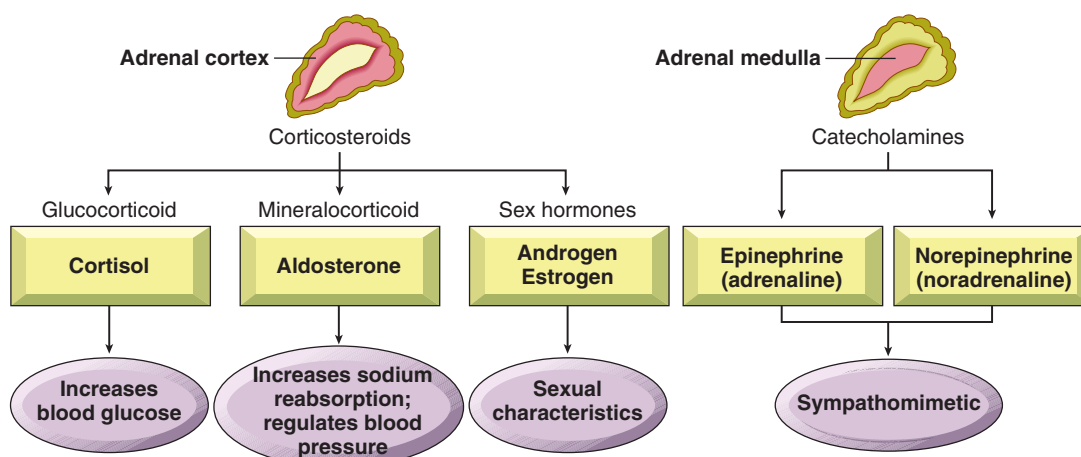 Adrenal cortex
Adrenal medulla
Corticosteroids
Catecholamines
Glucocorticoid
Mineralocorticoid
Sex hormones
Cortisol
Aldosterone
Androgen
Estrogen
Epinephrine
(adrenaline)
Norepinephrine
(noradrenaline)
Increases
blood glucose
Increases sodium
reabsorption;
regulates blood
pressure
Sexual
characteristics
Sympathomimetic